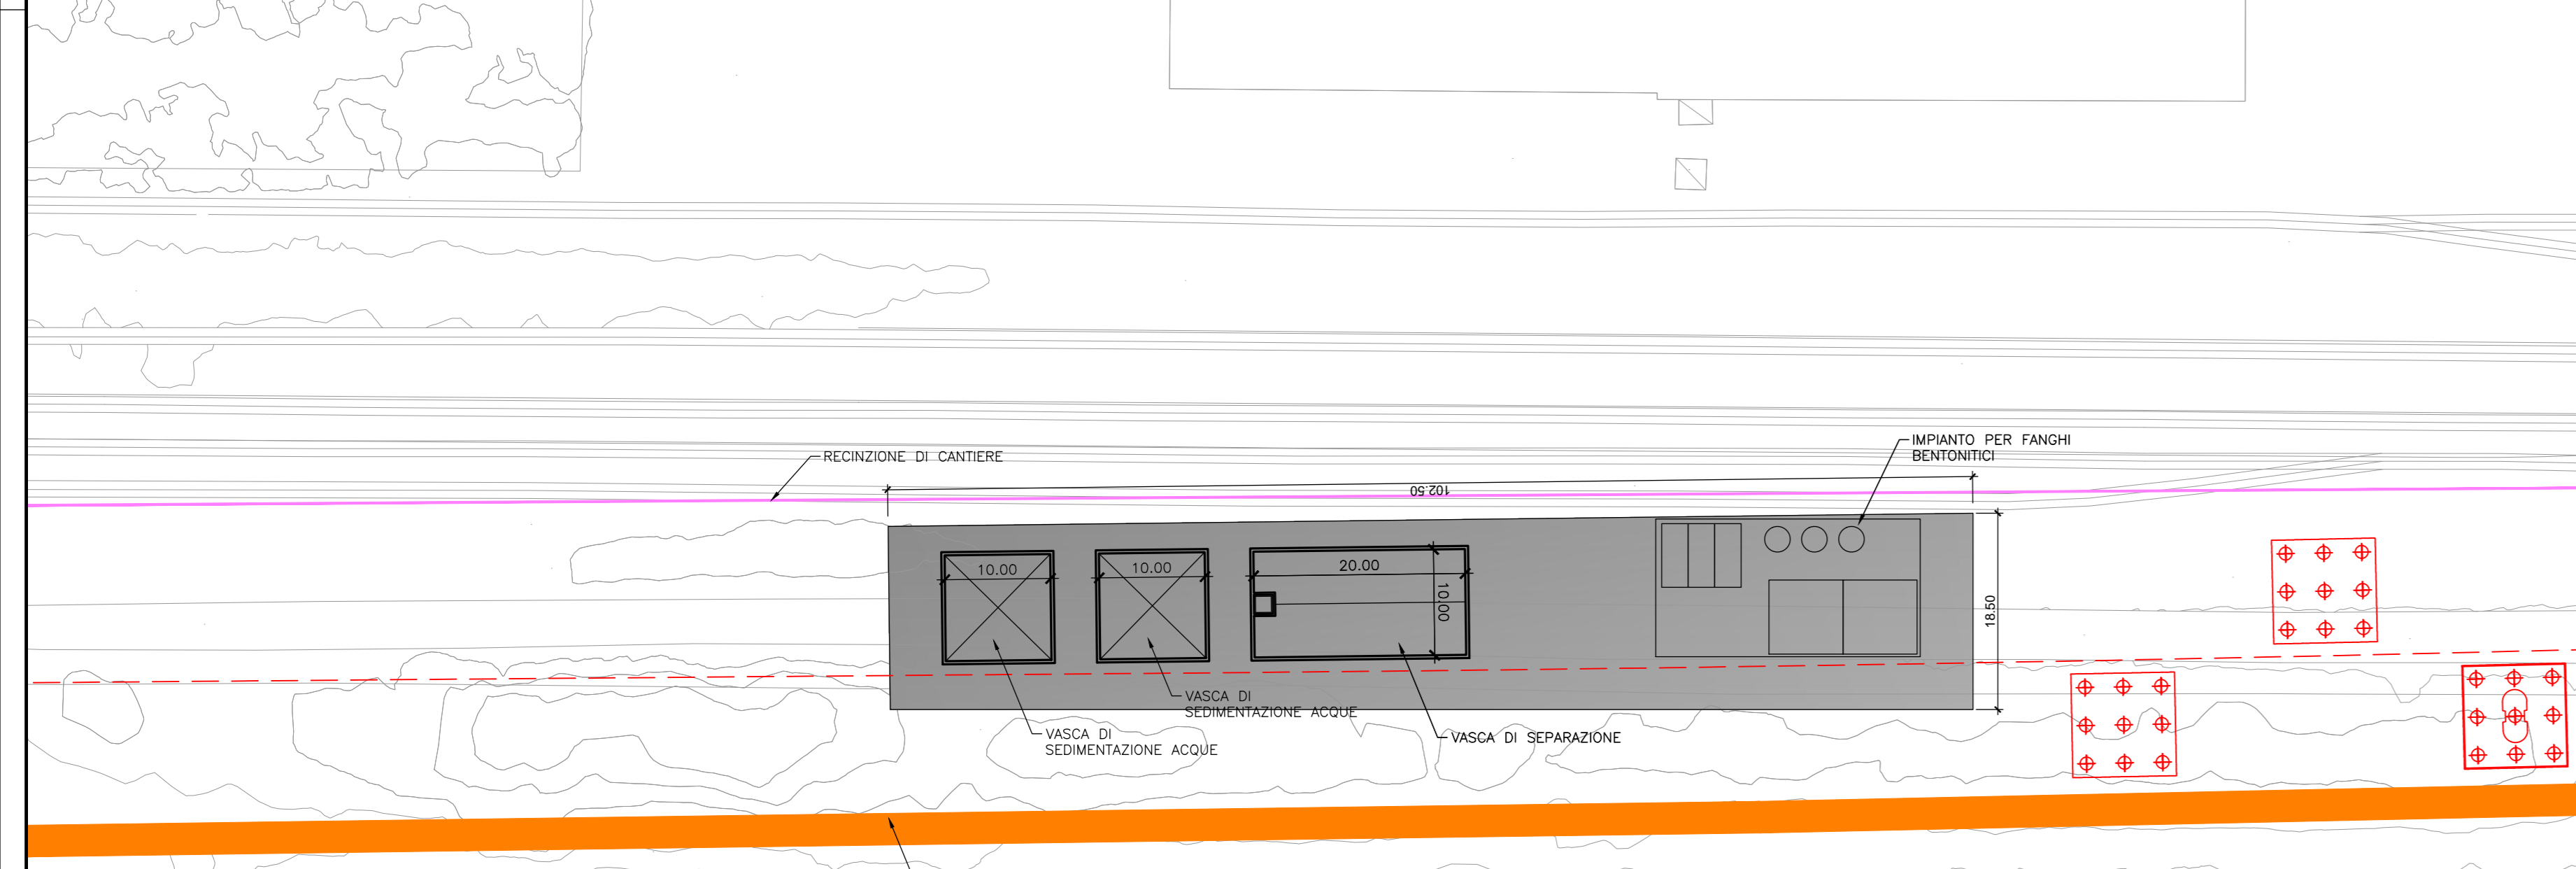 IMPIANTO PER FANGHI
BENTONITICI
RECINZIONE DI CANTIERE
102.50
10.00
10.00
20.00
10.00
18.50
VASCA DI
SEDIMENTAZIONE ACQUE
VASCA DI
SEDIMENTAZIONE ACQUE
VASCA DI SEPARAZIONE